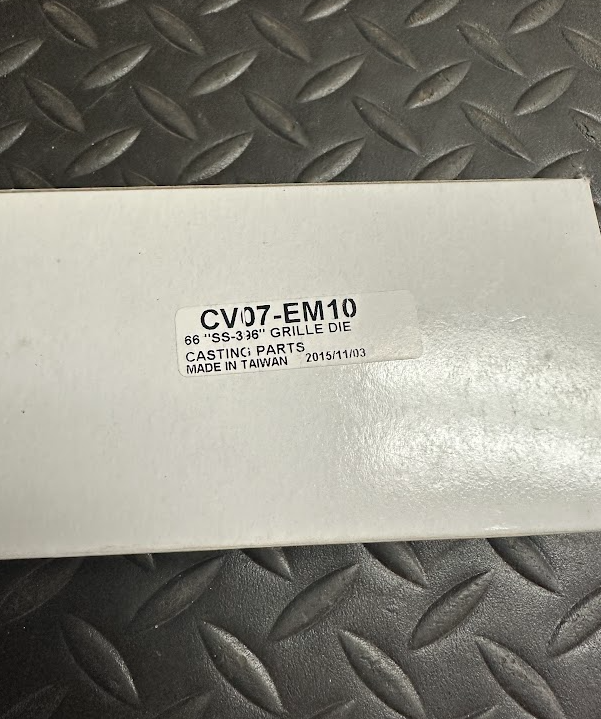 CV07-EM10
66 "SS-396" GRILLE DIE
CASTING PARTS
MADE IN TAIWAN 2015/11/03